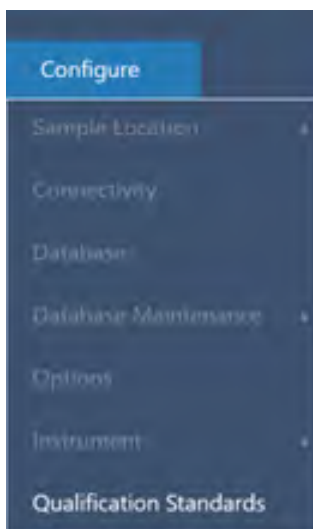 Configure
Sample Location
Connectivity
Database
Database Maintenance
Options
Instrument
Qualification Standards